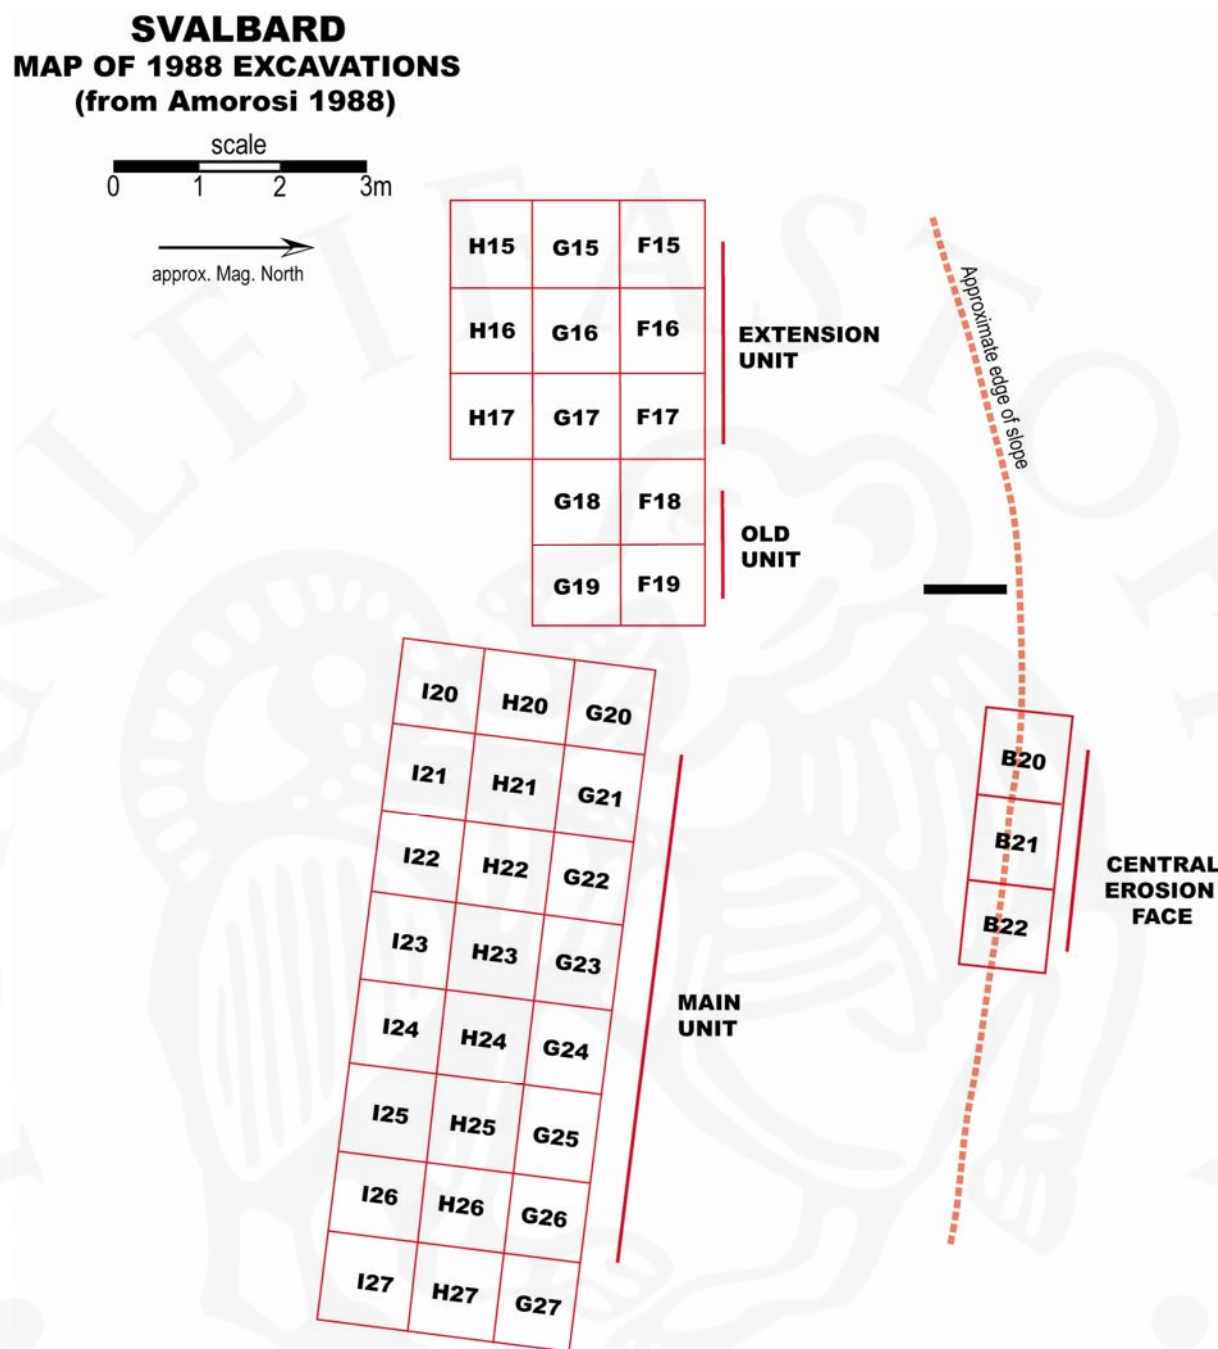 SVALBARD
MAP OF 1988 EXCAVATIONS
(from Amorosi 1988)
scale
0 1 2 3m
approx. Mag. North
H15 G15 F15
H16 G16 F16
H17 G17 F17
EXTENSION
UNIT
G18 F18
G19 F19
OLD
UNIT
Approximate edge of slope
I20 H20 G20
I21 H21 G21
I22 H22 G22
I23 H23 G23
I24 H24 G24
I25 H25 G25
I26 H26 G26
I27 H27 G27
MAIN
UNIT
B20
B21
B22
CENTRAL
EROSION
FACE